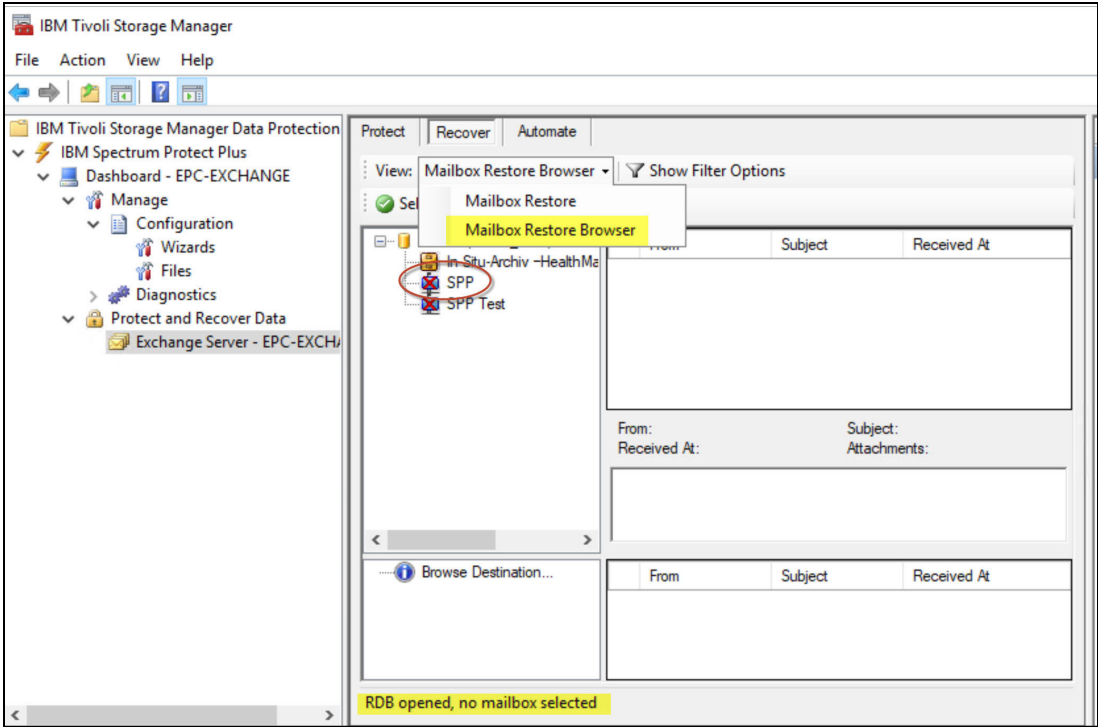 IBM Tivoli Storage Manager
File Action View Help
IBM Tivoli Storage Manager Data Protection
IBM Spectrum Protect Plus
Dashboard - EPC-EXCHANGE
Manage
Configuration
Wizards
Files
Diagnostics
Protect and Recover Data
Exchange Server - EPC-EXCH
Protect Recover Automate
View: Mailbox Restore Browser Show Filter Options
Sel
Mailbox Restore
Mailbox Restore Browser
From Subject Received At
In-Situ-Archiv -HealthMa
SPP
SPP Test
From: Subject:
Received At: Attachments:
Browse Destination...
From Subject Received At
RDB opened, no mailbox selected